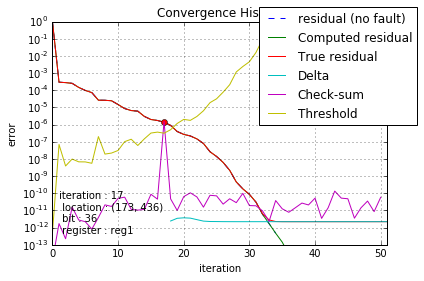 Convergence His
residual (no fault)
Computed residual
True residual
Delta
Check-sum
Threshold
10^0
10^-1
10^-2
10^-3
10^-4
10^-5
10^-6
10^-7
10^-8
10^-9
10^-10
10^-11
10^-12
10^-13
error
iteration : 17
location : (173, 436)
bit : 36
register : reg1
0 10 20 30 40 50
iteration